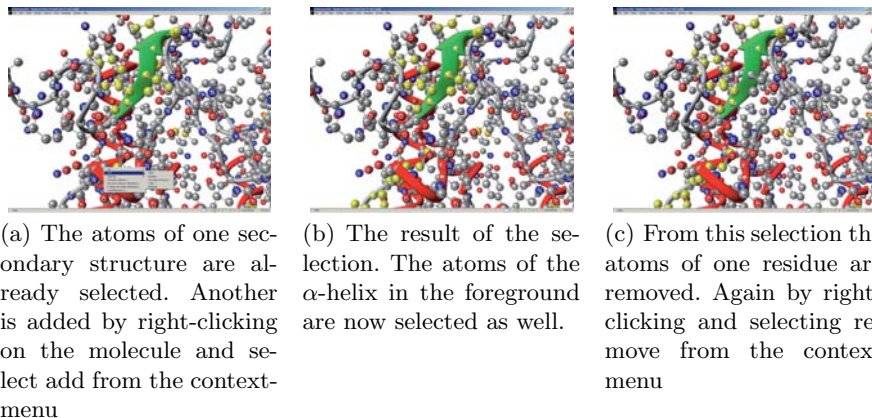 (a) The atoms of one sec-
ondary structure are al-
ready selected. Another
is added by right-clicking
on the molecule and se-
lect add from the context-
menu
(b) The result of the se-
lection. The atoms of the
α-helix in the foreground
are now selected as well.
(c) From this selection th
atoms of one residue ar
removed. Again by right
clicking and selecting re
move from the contex
menu